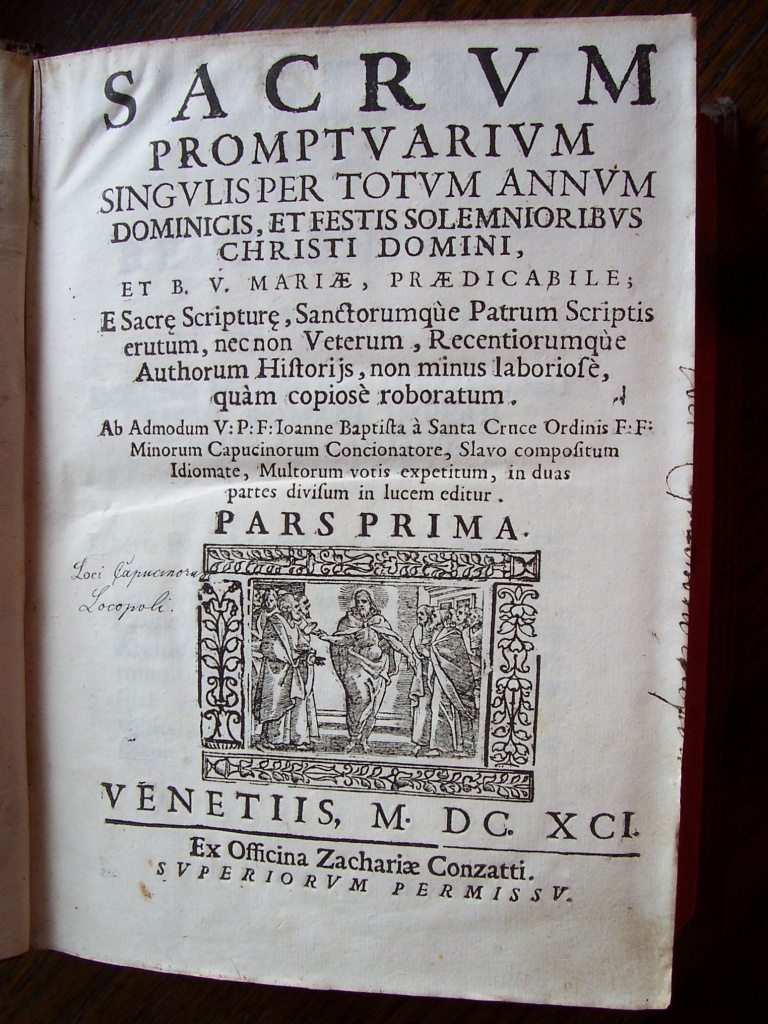 SACRVM
PROMPTVARIVM
SINGVLIS PER TOTVM ANNVM
DOMINICIS, ET FESTIS SOLEMNIORIBVS
CHRISTI DOMINI,
ET B. V. MARIÆ, PRÆDICABILE;
E Sacrę Scripturę, Sanctorumquè Patrum Scriptis
erutum, nec non Veterum, Recentiorumquè
Authorum Hiſtorijs, non minus laborioſè,
quàm copiosè roboratum.
Ab Admodum V: P: F: Ioanne Baptiſta à Santa Cruce Ordinis F: F:
Minorum Capucinorum Concionatore, Slavo compoſitum
Idiomate, Multorum votis expetitum, in duas
partes diviſum in lucem editur.
PARS PRIMA.
Loci Capucinorum
Locopoli.
VENETIIS, M. DC. XCI.
Ex Officina Zachariæ Conzatti.
SVPERIORVM PERMISSV.